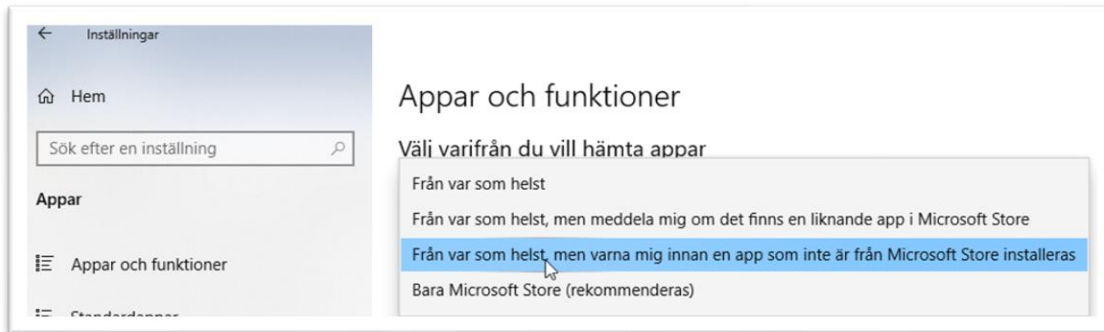 Inställningar
Hem
Sök efter en inställning
Appar
Appar och funktioner
Standardappar
Appar och funktioner
Välj varifrån du vill hämta appar
Från var som helst
Från var som helst, men meddela mig om det finns en liknande app i Microsoft Store
Från var som helst, men varna mig innan en app som inte är från Microsoft Store installeras
Bara Microsoft Store (rekommenderas)